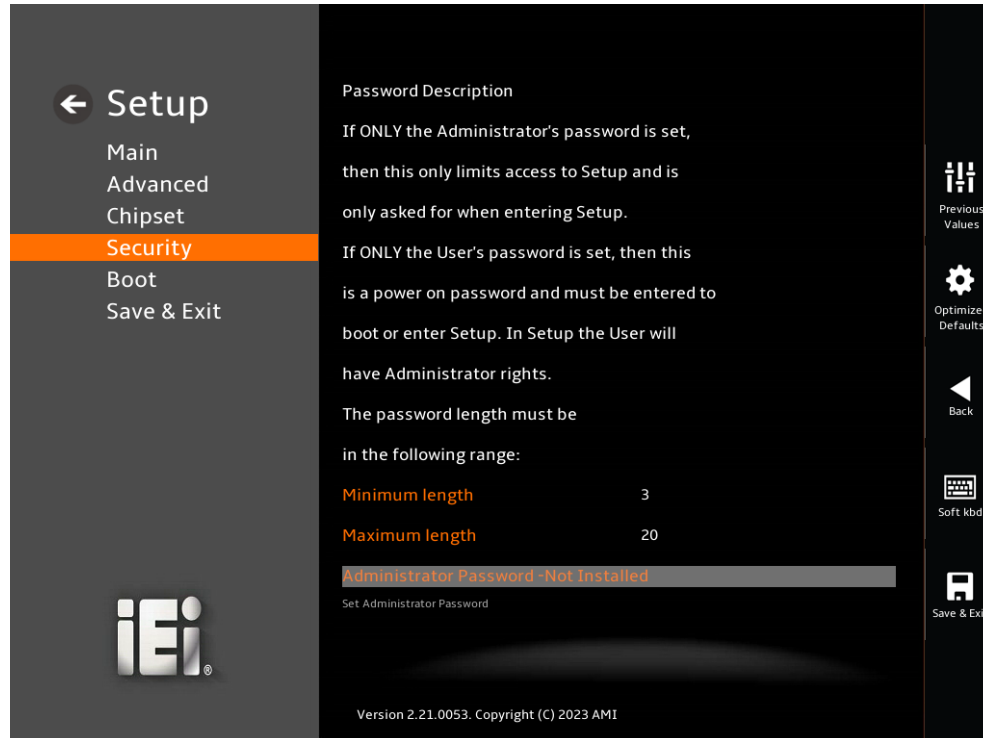 Setup
Main
Advanced
Chipset
Security
Boot
Save & Exit
iEi®
Password Description
If ONLY the Administrator's password is set,
then this only limits access to Setup and is
only asked for when entering Setup.
If ONLY the User's password is set, then this
is a power on password and must be entered to
boot or enter Setup. In Setup the User will
have Administrator rights.
The password length must be
in the following range:
Minimum length 3
Maximum length 20
Administrator Password -Not Installed
Set Administrator Password
Version 2.21.0053. Copyright (C) 2023 AMI
Previous
Values
Optimize
Defaults
Back
Soft kbd
Save & Exi